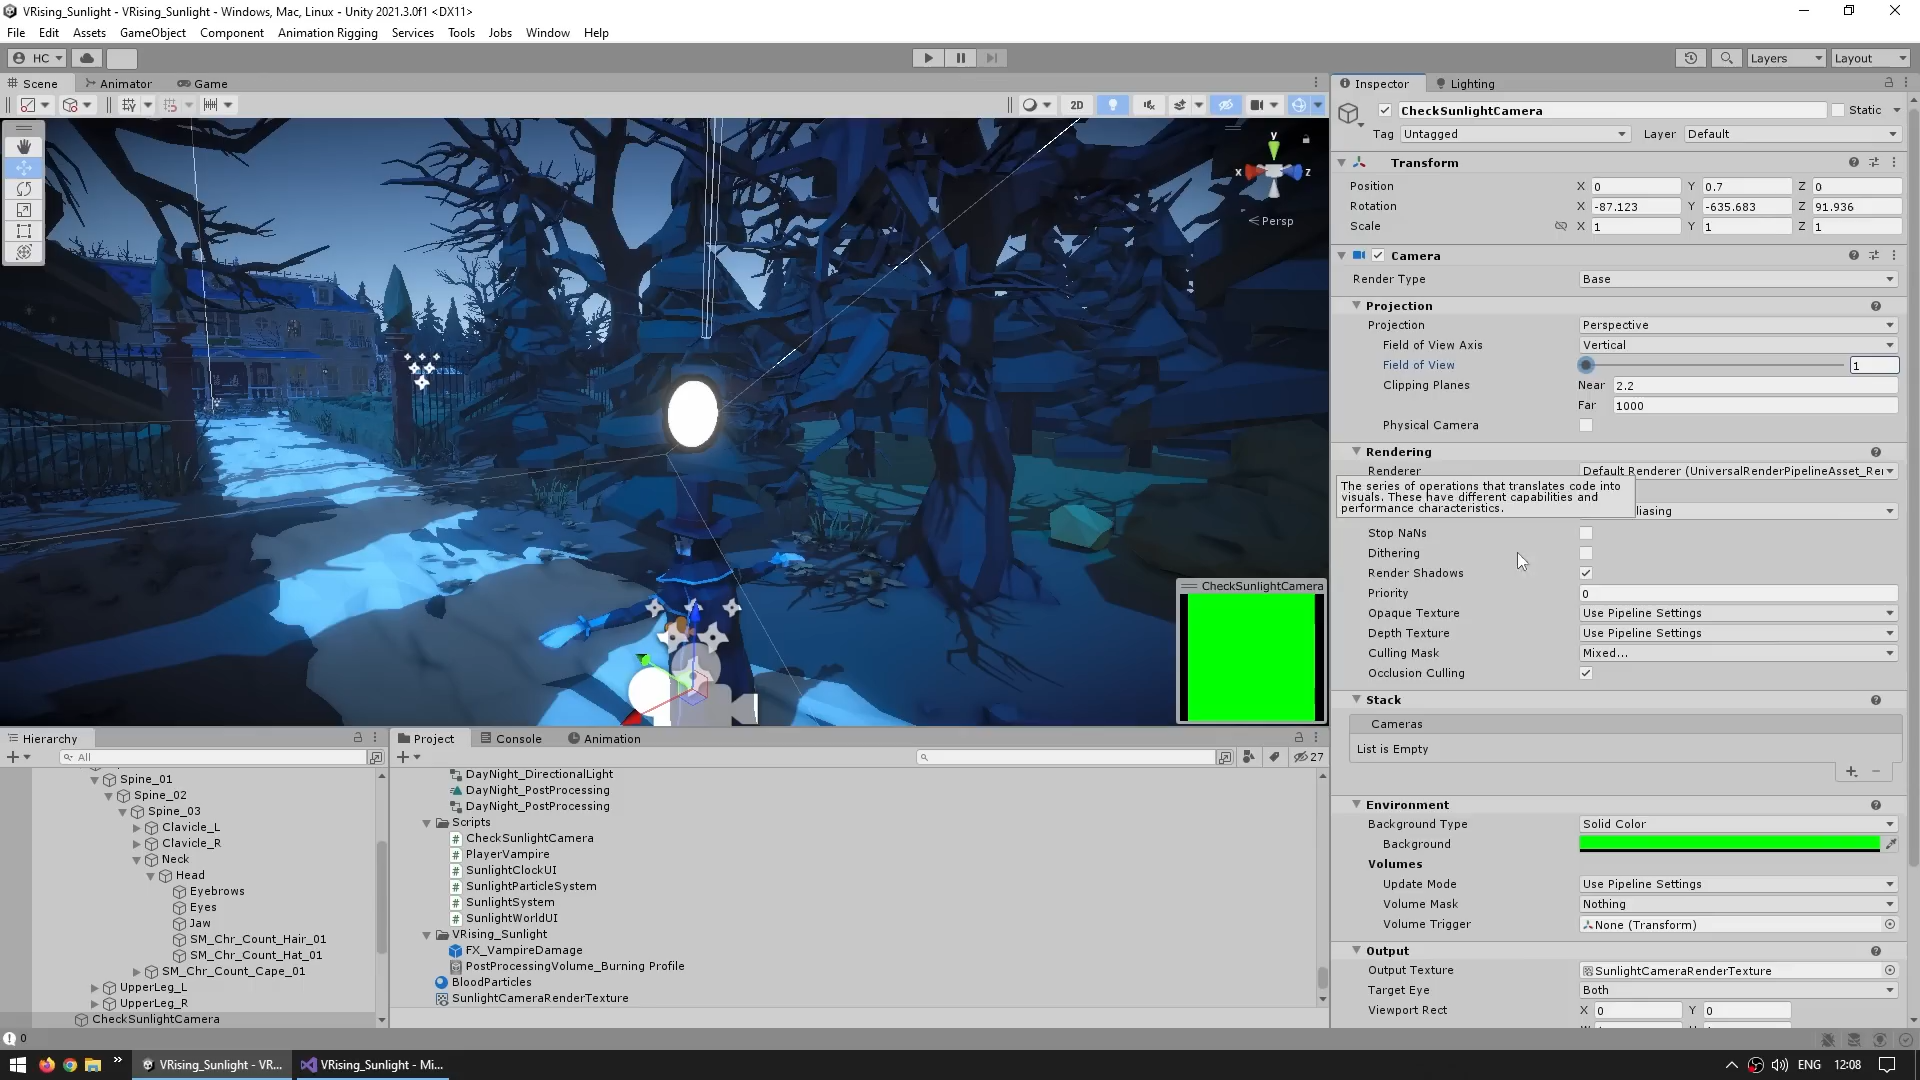 VRising_Sunlight - VRising_Sunlight - Windows, Mac, Linux - Unity 2021.3.0f1 <DX11>
File Edit Assets GameObject Component Animation Rigging Services Tools Jobs Window Help
HC Layers Layout
Scene Animator Game
2D
y
x z
< Persp
CheckSunlightCamera
Inspector Lighting
CheckSunlightCamera Static
Tag Untagged Layer Default
Transform
Position X 0 Y 0.7 Z 0
Rotation X -87.123 Y -635.683 Z 91.936
Scale X 1 Y 1 Z 1
Camera
Render Type Base
Projection
Projection Perspective
Field of View Axis Vertical
Field of View 1
Clipping Planes Near 2.2
Far 1000
Physical Camera
Rendering
Renderer Default Renderer (UniversalRenderPipelineAsset_Rer
The series of operations that translates code into
visuals. These have different capabilities and
performance characteristics.
liasing
Stop NaNs
Dithering
Render Shadows
Priority 0
Opaque Texture Use Pipeline Settings
Depth Texture Use Pipeline Settings
Culling Mask Mixed...
Occlusion Culling
Stack
Cameras
List is Empty
Environment
Background Type Solid Color
Background
Volumes
Update Mode Use Pipeline Settings
Volume Mask Nothing
Volume Trigger None (Transform)
Output
Output Texture SunlightCameraRenderTexture
Target Eye Both
Viewport Rect X 0 Y 0
Hierarchy
All
Spine_01
Spine_02
Spine_03
Clavicle_L
Clavicle_R
Neck
Head
Eyebrows
Eyes
Jaw
SM_Chr_Count_Hair_01
SM_Chr_Count_Hat_01
SM_Chr_Count_Cape_01
UpperLeg_L
UpperLeg_R
CheckSunlightCamera
Project Console Animation
27
DayNight_DirectionalLight
DayNight_PostProcessing
DayNight_PostProcessing
Scripts
CheckSunlightCamera
PlayerVampire
SunlightClockUI
SunlightParticleSystem
SunlightSystem
SunlightWorldUI
VRising_Sunlight
FX_VampireDamage
PostProcessingVolume_Burning Profile
BloodParticles
SunlightCameraRenderTexture
0
VRising_Sunlight - VR... VRising_Sunlight - Mi... ENG 12:08